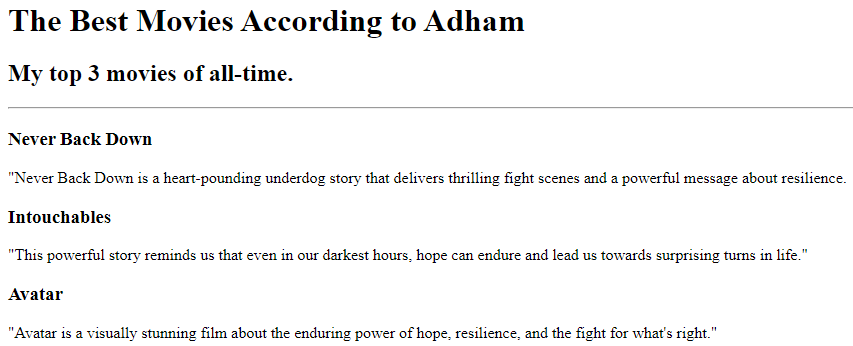 The Best Movies According to Adham
My top 3 movies of all-time.
Never Back Down
"Never Back Down is a heart-pounding underdog story that delivers thrilling fight scenes and a powerful message about resilience.
Intouchables
"This powerful story reminds us that even in our darkest hours, hope can endure and lead us towards surprising turns in life."
Avatar
"Avatar is a visually stunning film about the enduring power of hope, resilience, and the fight for what's right."